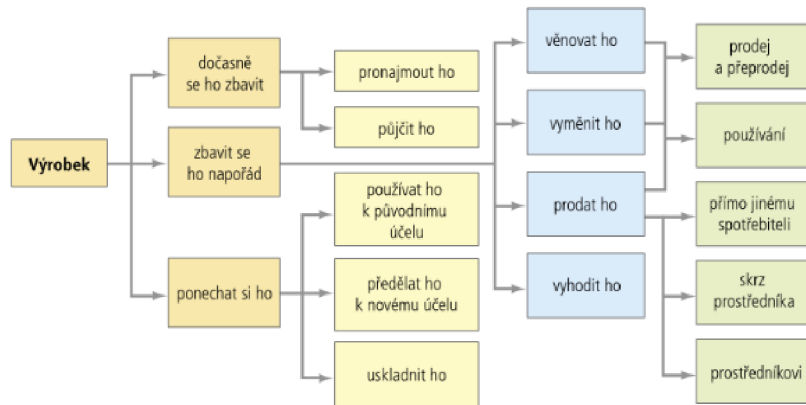 Výrobek
dočasně
se ho zbavit
zbavit se
ho napořád
ponechat si ho
pronajmout ho
půjčit ho
používat ho
k původnímu
účelu
předělat ho
k novému účelu
uskladnit ho
věnovat ho
vyměnit ho
prodat ho
vyhodit ho
prodej
a přeprodej
používání
přímo jinému
spotřebiteli
skrz
prostředníka
prostředníkovi